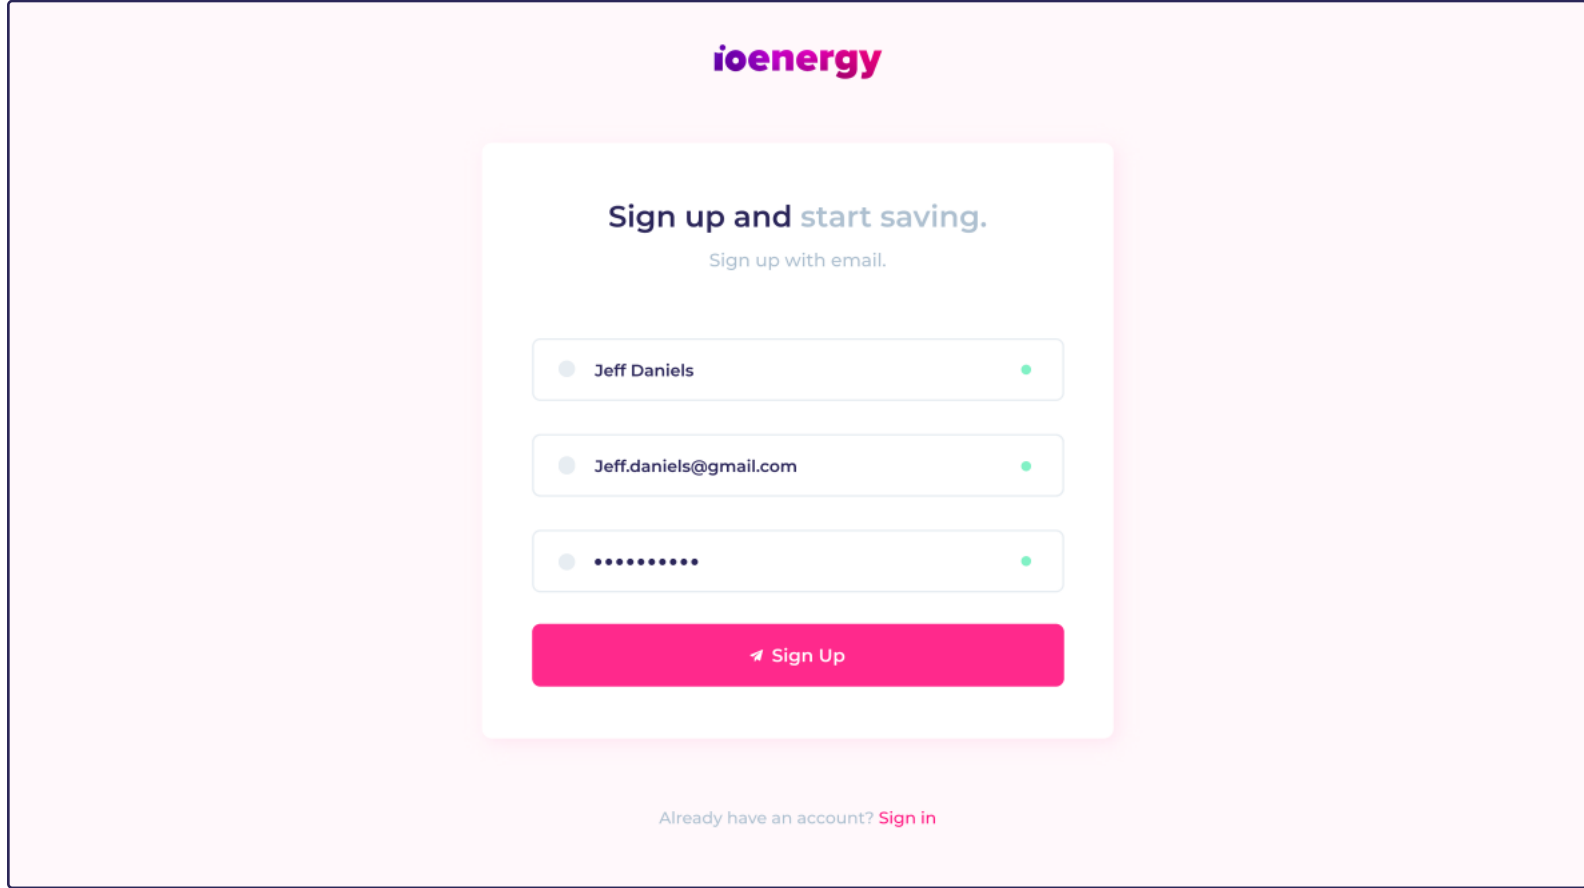 ioenergy
Sign up and start saving.
Sign up with email.
Jeff Daniels
Jeff.daniels@gmail.com
••••••••••
Sign Up
Already have an account? Sign in